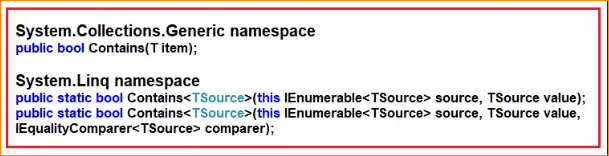 System.Collections.Generic namespace
public bool Contains(T item);
System.Linq namespace
public static bool Contains<TSource>(this IEnumerable<TSource> source, TSource value);
public static bool Contains<TSource>(this IEnumerable<TSource> source, TSource value,
IEqualityComparer<TSource> comparer);